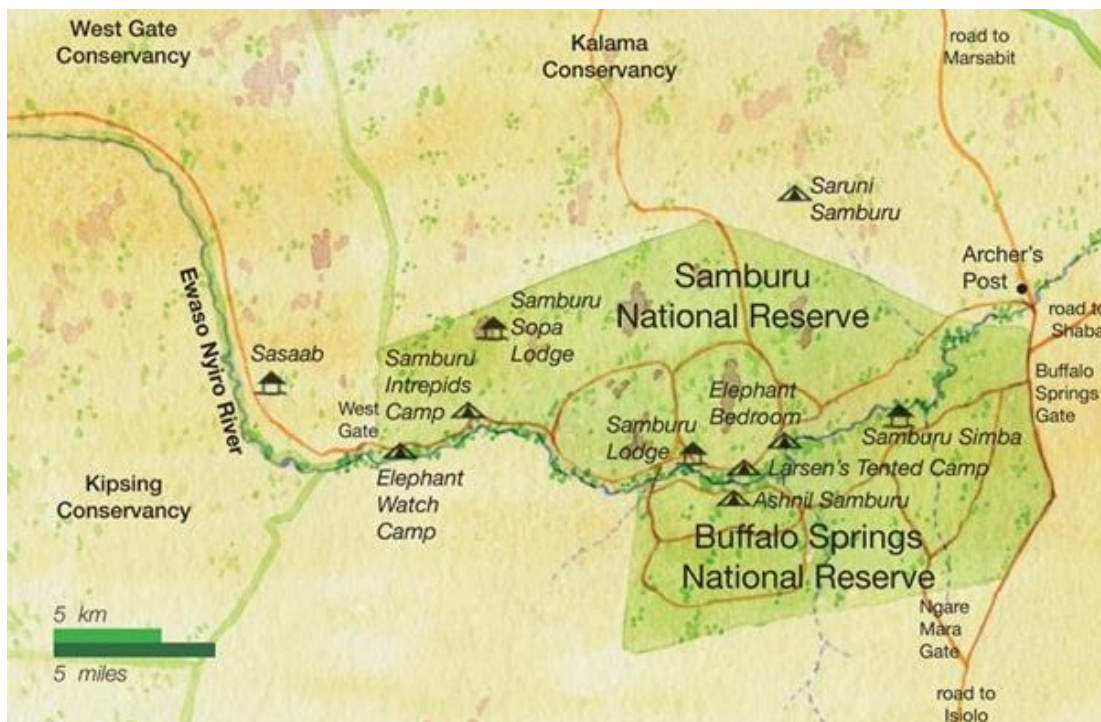 West Gate
Conservancy
Kalama
Conservancy
road to
Marsabit
Saruni
Samburu
Archer's
Post
Samburu
National Reserve
Samburu
Sopa
Lodge
Ewaso Nyiro River
Sasaab
Samburu
Intrepids
Camp
road to
Shaba
Buffalo
Springs
Gate
West
Gate
Elephant
Bedroom
Samburu
Lodge
Samburu Simba
Elephant
Watch
Camp
Larsen's Tented Camp
Kipsing
Conservancy
Ashnil Samburu
Buffalo Springs
National Reserve
Ngare
Mara
Gate
5 km
5 miles
road to
Isiolo